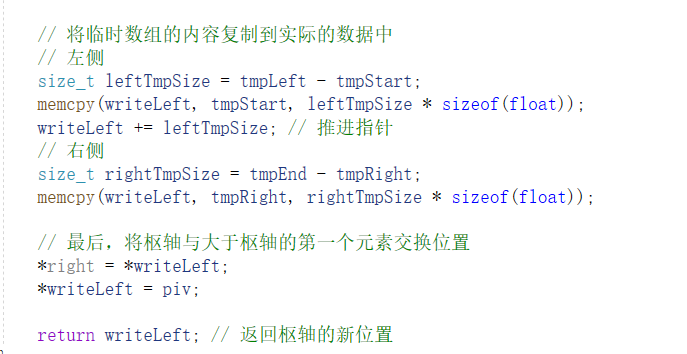 // 将临时数组的内容复制到实际的数据中
// 左侧
size_t leftTmpSize = tmpLeft - tmpStart;
memcpy(writeLeft, tmpStart, leftTmpSize * sizeof(float));
writeLeft += leftTmpSize; // 推进指针
// 右侧
size_t rightTmpSize = tmpEnd - tmpRight;
memcpy(writeLeft, tmpRight, rightTmpSize * sizeof(float));
// 最后，将枢轴与大于枢轴的第一个元素交换位置
*right = *writeLeft;
*writeLeft = piv;
return writeLeft; // 返回枢轴的新位置